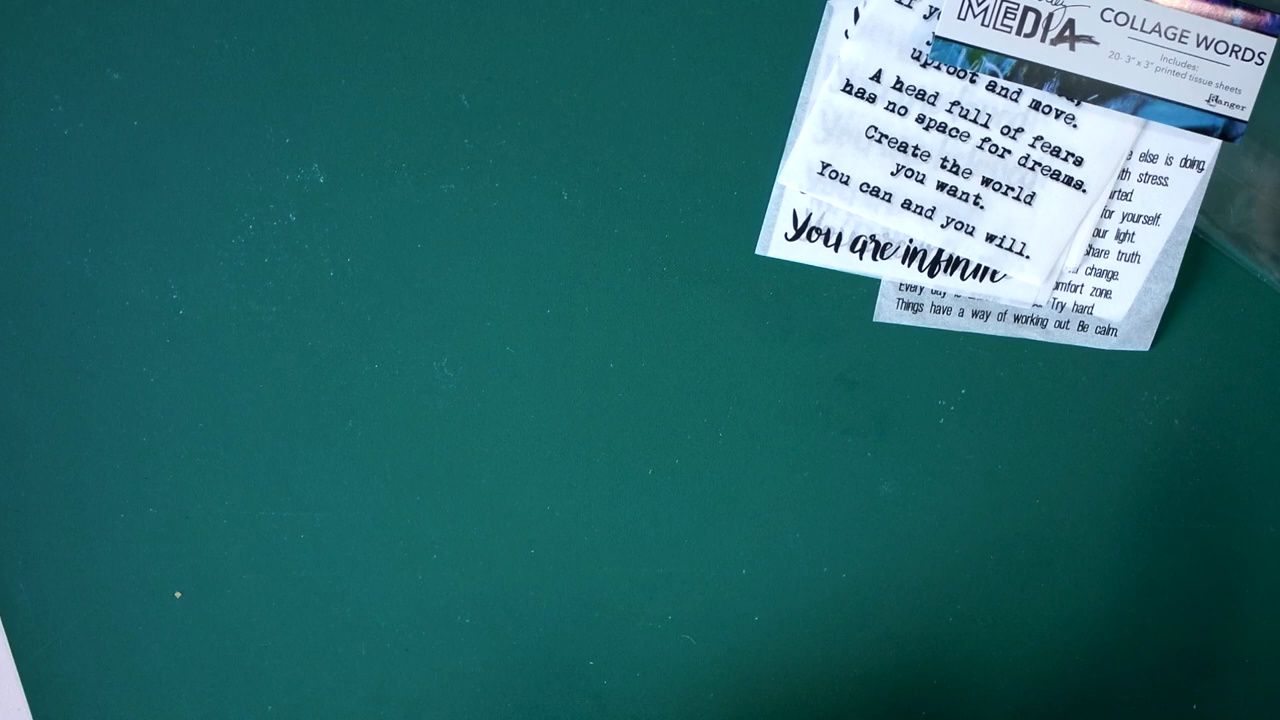 MEDIA
COLLAGE WORDS
Includes:
20- 3" x 3" printed tissue sheets
Ranger
uproot and move.
A head full of fears
has no space for dreams.
Create the world
you want.
You can and you will.
You are infinite
else is doing.
stress.
for yourself.
our light.
share truth.
change.
zone.
Every day is
Try hard.
Things have a way of working out. Be calm.